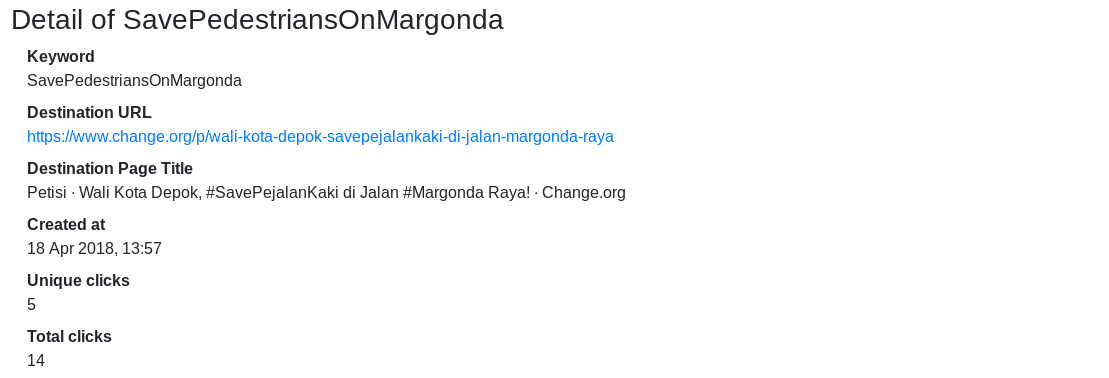 Detail of SavePedestriansOnMargonda
Keyword
SavePedestriansOnMargonda
Destination URL
https://www.change.org/p/wali-kota-depok-savepejalankaki-di-jalan-margonda-raya
Destination Page Title
Petisi · Wali Kota Depok, #SavePejalanKaki di Jalan #Margonda Raya! · Change.org
Created at
18 Apr 2018, 13:57
Unique clicks
5
Total clicks
14